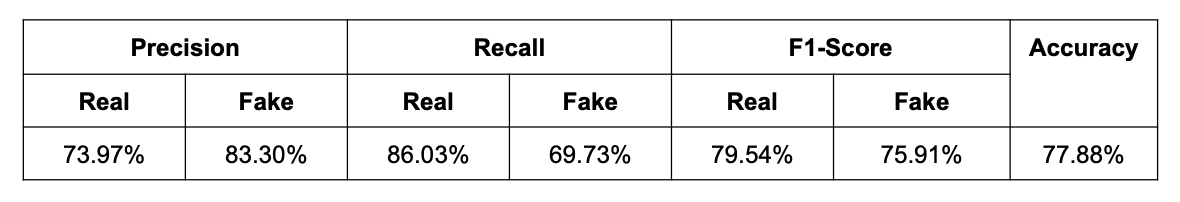 Precision Recall F1-Score Accuracy
Real Fake Real Fake Real Fake
73.97% 83.30% 86.03% 69.73% 79.54% 75.91% 77.88%